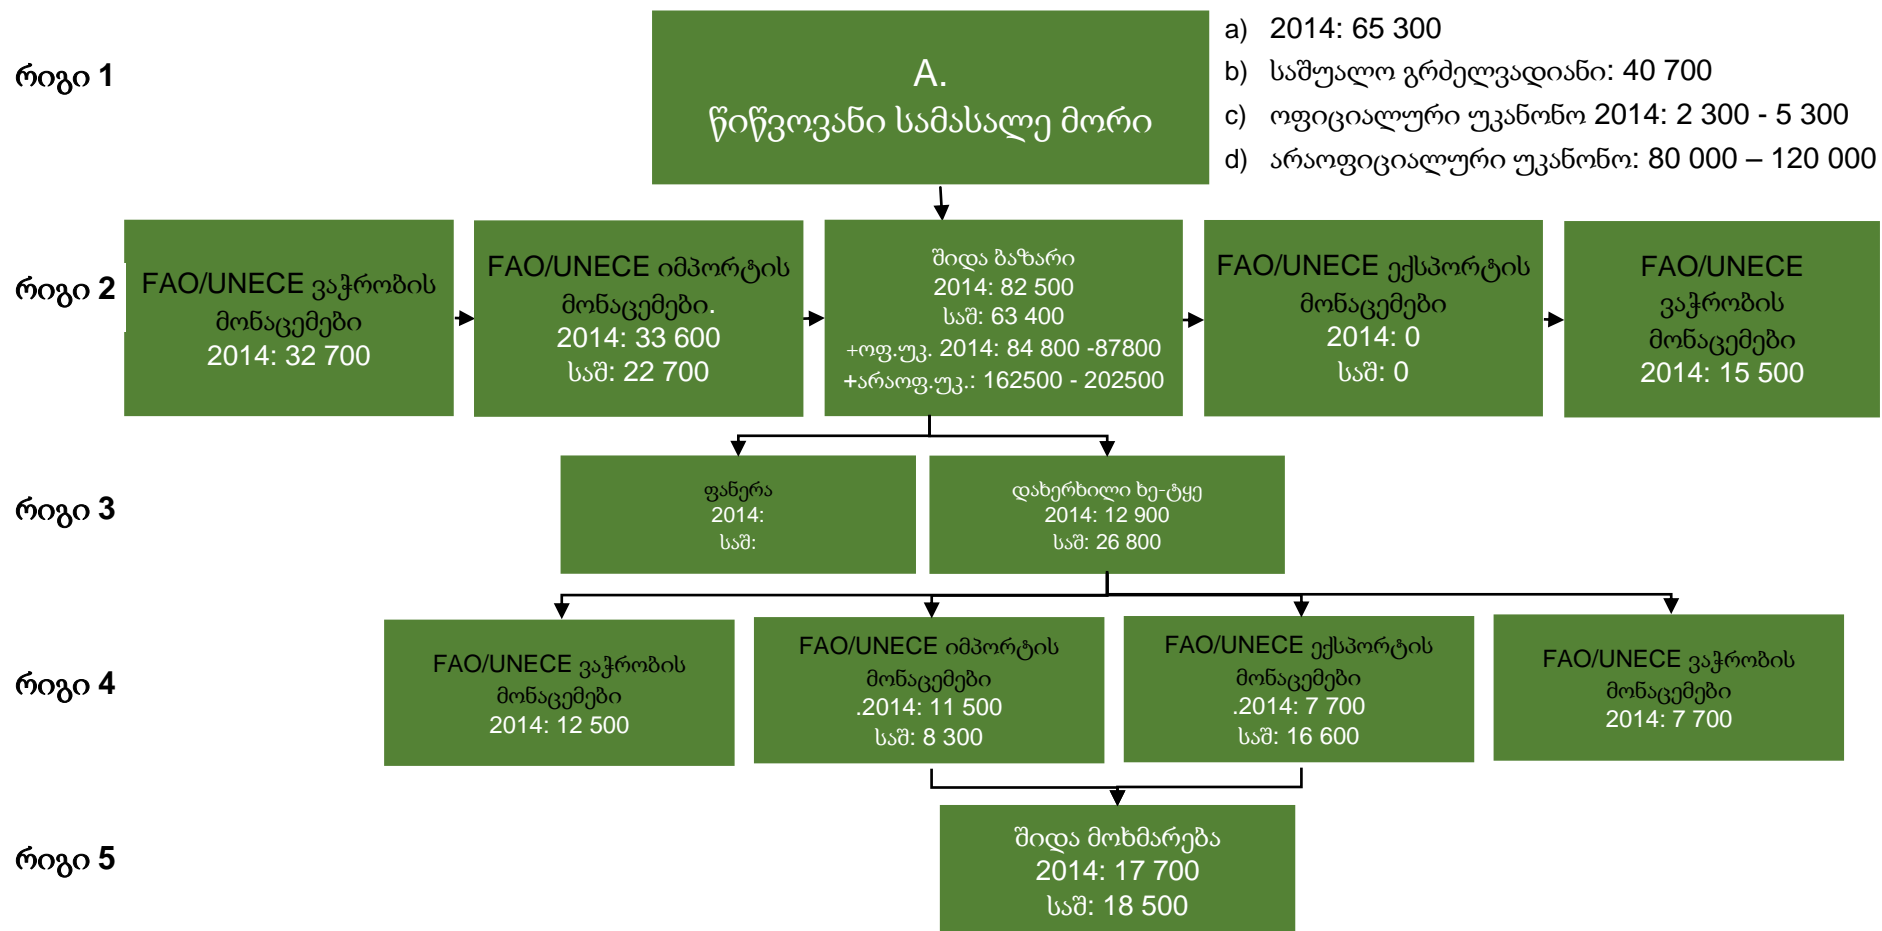 რიგი 1
A.
წიწვოვანი სამასალე მორი
a) 2014: 65 300
b) საშუალო გრძელვადიანი: 40 700
c) ოფიციალური უკანონო 2014: 2 300 - 5 300
d) არაოფიციალური უკანონო: 80 000 – 120 000
რიგი 2
FAO/UNECE ვაჭრობის
მონაცემები
2014: 32 700
FAO/UNECE იმპორტის
მონაცემები.
2014: 33 600
საშ: 22 700
შიდა ბაზარი
2014: 82 500
საშ: 63 400
+ოფ.უკ. 2014: 84 800 -87800
+არაოფ.უკ.: 162500 - 202500
FAO/UNECE ექსპორტის
მონაცემები
2014: 0
საშ: 0
FAO/UNECE
ვაჭრობის
მონაცემები
2014: 15 500
რიგი 3
ფანერა
2014:
საშ:
დახერხილი ხე-ტყე
2014: 12 900
საშ: 26 800
რიგი 4
FAO/UNECE ვაჭრობის
მონაცემები
2014: 12 500
FAO/UNECE იმპორტის
მონაცემები
.2014: 11 500
საშ: 8 300
FAO/UNECE ექსპორტის
მონაცემები
.2014: 7 700
საშ: 16 600
FAO/UNECE ვაჭრობის
მონაცემები
2014: 7 700
რიგი 5
შიდა მოხმარება
2014: 17 700
საშ: 18 500